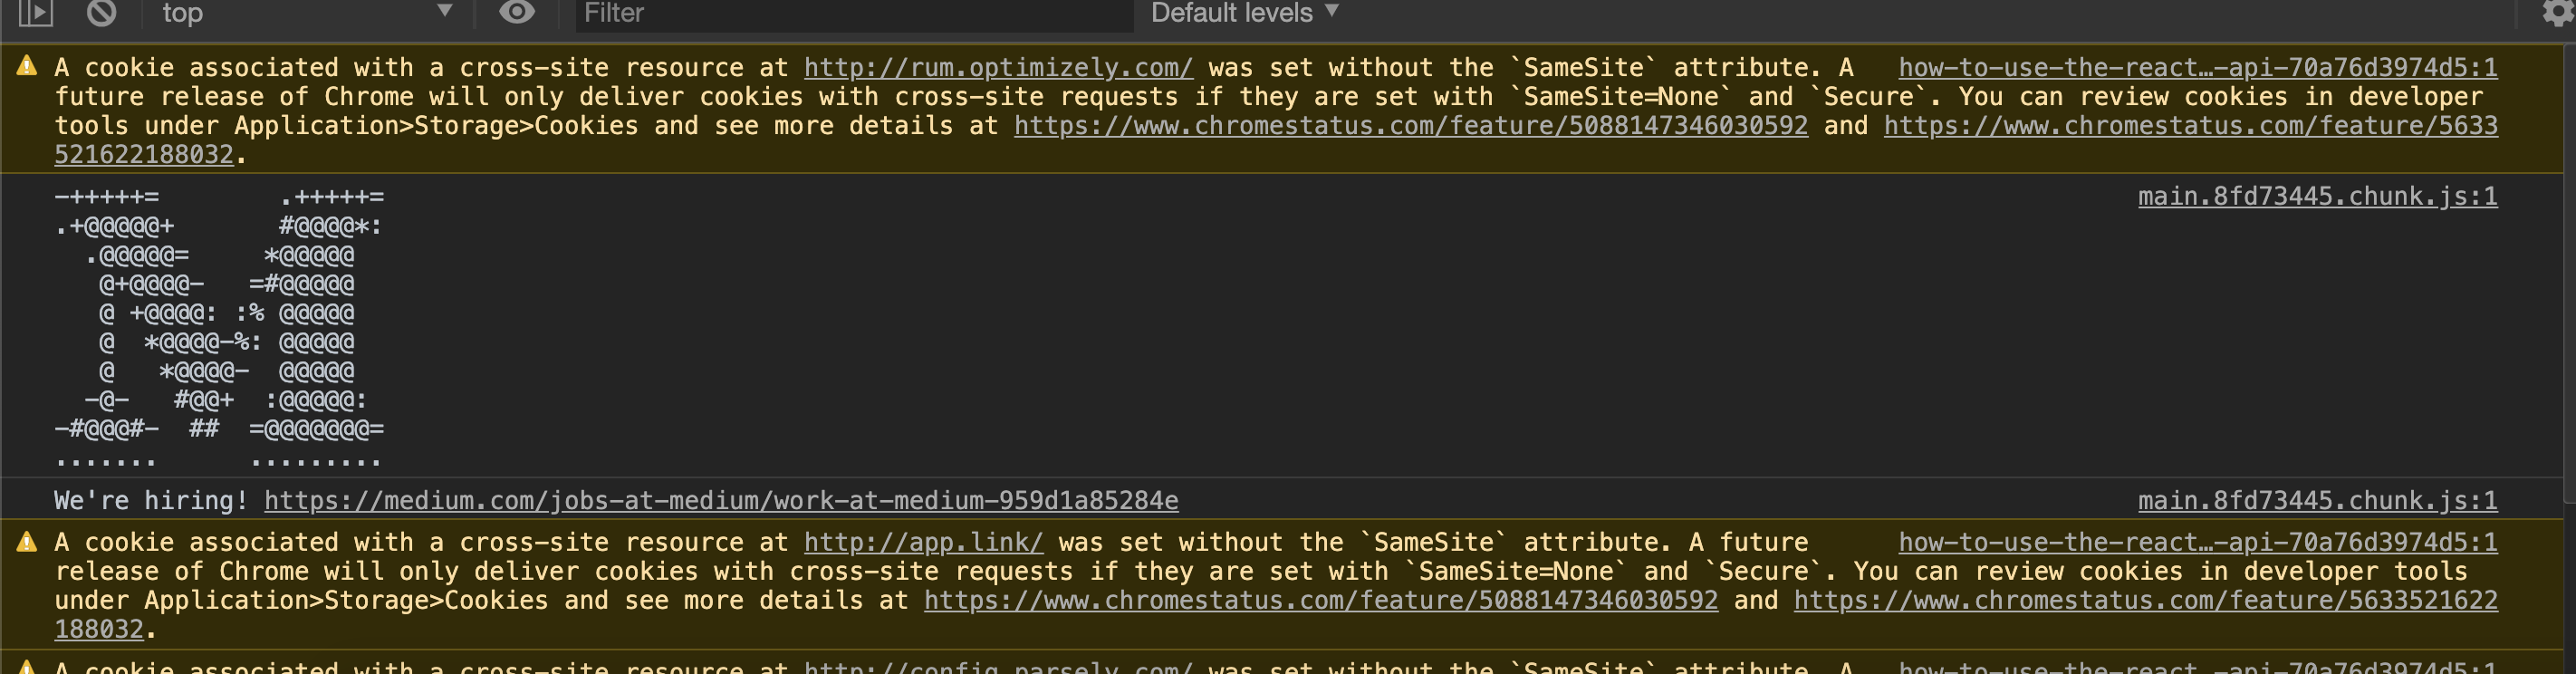 top Filter Default levels
A cookie associated with a cross-site resource at http://rum.optimizely.com/ was set without the `SameSite` attribute. A how-to-use-the-react…-api-70a76d3974d5:1
future release of Chrome will only deliver cookies with cross-site requests if they are set with `SameSite=None` and `Secure`. You can review cookies in developer
tools under Application>Storage>Cookies and see more details at https://www.chromestatus.com/feature/5088147346030592 and https://www.chromestatus.com/feature/5633
521622188032.
-+++++=        .+++++= main.8fd73445.chunk.js:1
.+@@@@@+       #@@@@*:
  .@@@@@=     *@@@@@
   @+@@@@-   =#@@@@@
   @ +@@@@: :% @@@@@
   @  *@@@@-%: @@@@@
   @   *@@@@-  @@@@@
  -@-   #@@+  :@@@@@:
-#@@@#-  ##  =@@@@@@@=
.......      .........
We're hiring! https://medium.com/jobs-at-medium/work-at-medium-959d1a85284e main.8fd73445.chunk.js:1
A cookie associated with a cross-site resource at http://app.link/ was set without the `SameSite` attribute. A future how-to-use-the-react…-api-70a76d3974d5:1
release of Chrome will only deliver cookies with cross-site requests if they are set with `SameSite=None` and `Secure`. You can review cookies in developer tools
under Application>Storage>Cookies and see more details at https://www.chromestatus.com/feature/5088147346030592 and https://www.chromestatus.com/feature/5633521622
188032.
A cookie associated with a cross-site resource at http://config.parsely.com/ was set without the `SameSite` attribute. A how-to-use-the-react…-api-70a76d3974d5:1